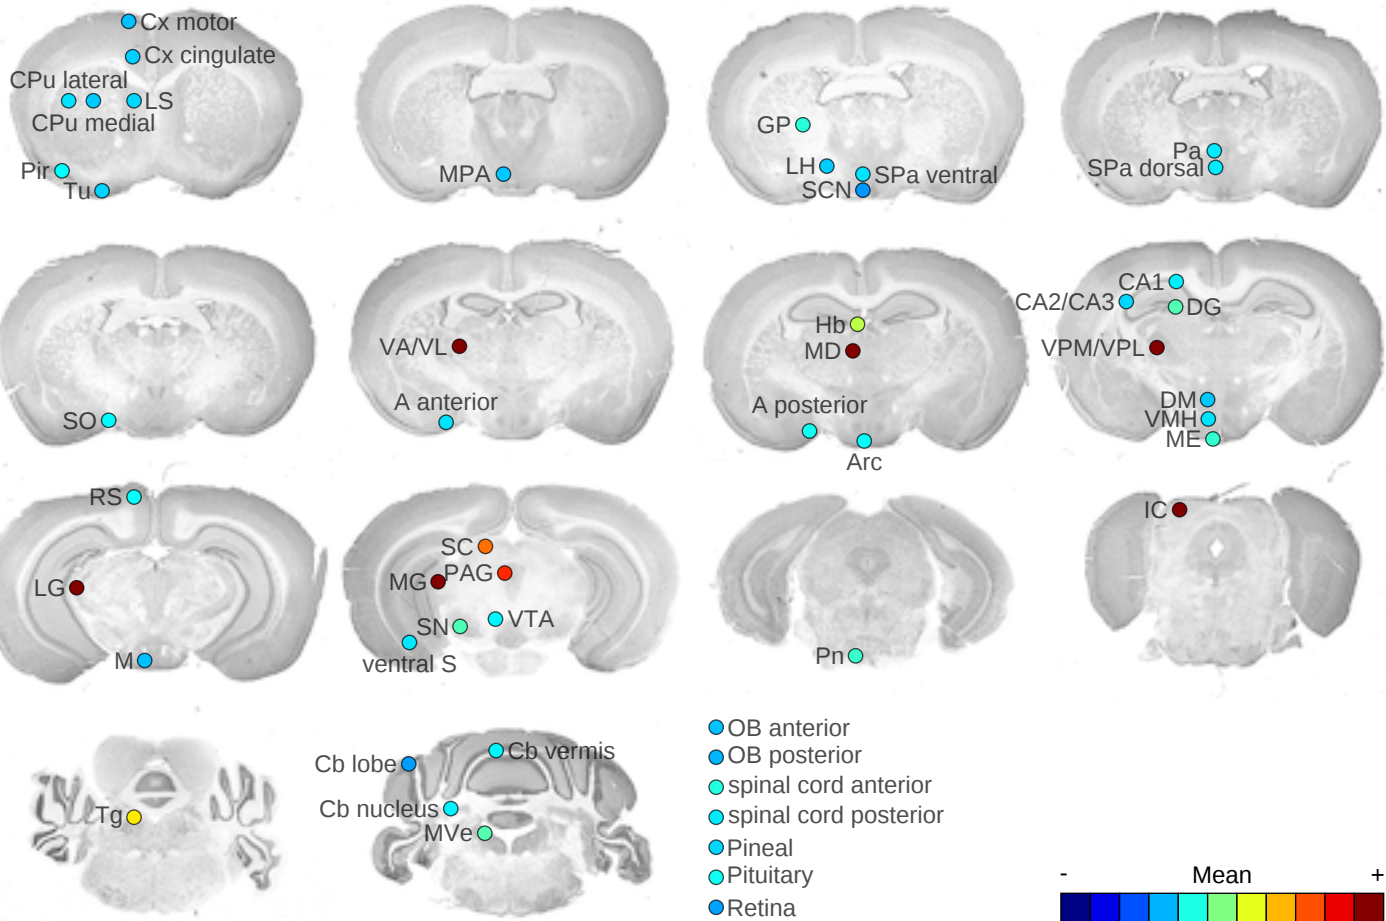 Cx motor
Cx cingulate
CPu lateral
LS
CPu medial
Pir
Tu
MPA
GP
LH
SPa ventral
SCN
Pa
SPa dorsal
SO
VA/VL
A anterior
Hb
MD
A posterior
Arc
CA1
CA2/CA3
DG
VPM/VPL
DM
VMH
ME
RS
LG
M
SC
MG
PAG
SN
VTA
ventral S
Pn
IC
Tg
Cb lobe
Cb vermis
Cb nucleus
MVe
OB anterior
OB posterior
spinal cord anterior
spinal cord posterior
Pineal
Pituitary
Retina
- Mean +